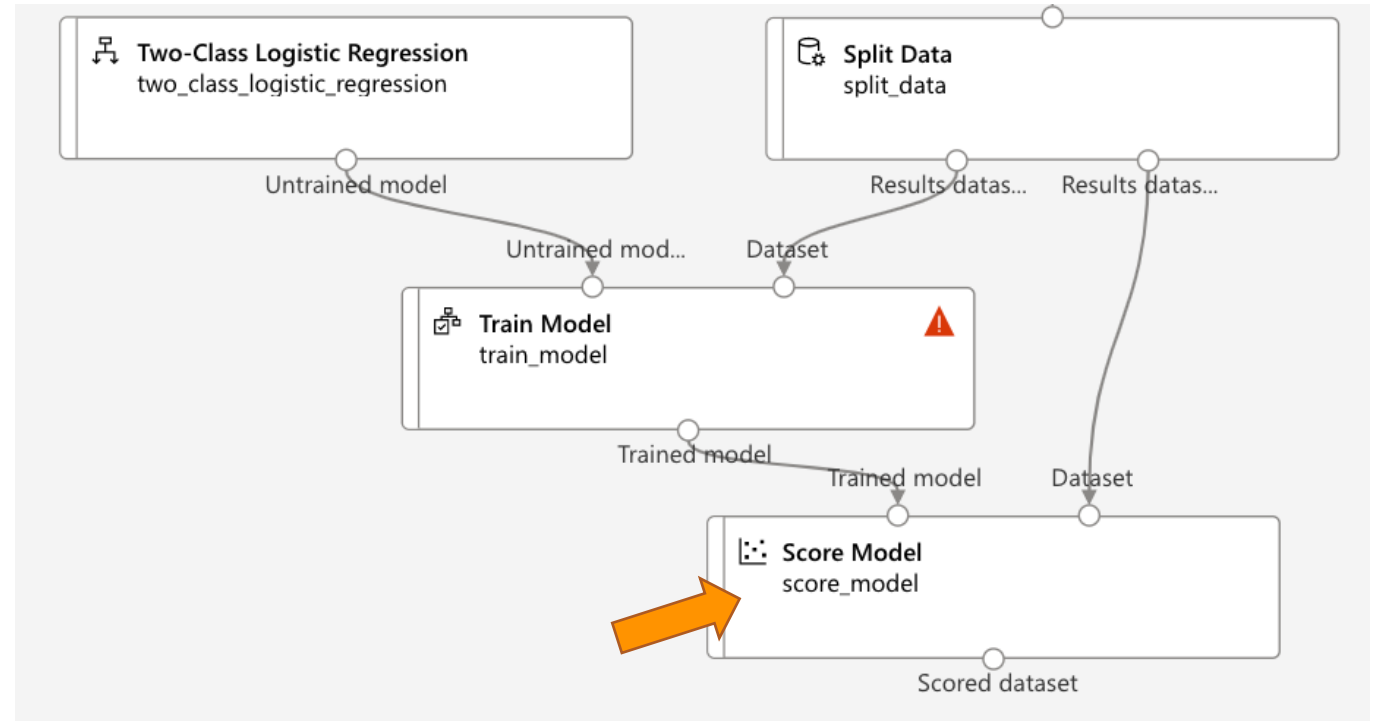 Two-Class Logistic Regression
two_class_logistic_regression
Split Data
split_data
Untrained model
Results datas...
Results datas...
Untrained mod...
Dataset
Train Model
train_model
Trained model
Trained model
Dataset
Score Model
score_model
Scored dataset